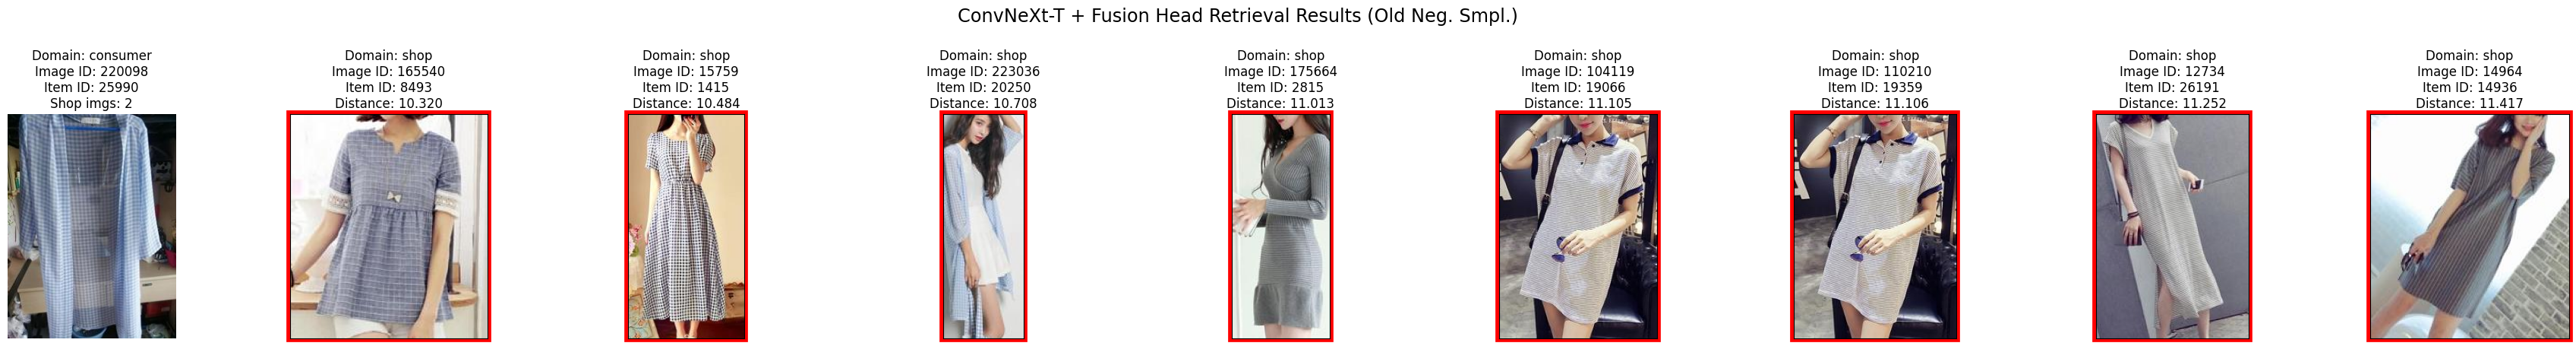 ConvNeXt-T + Fusion Head Retrieval Results (Old Neg. Smpl.)
Domain: consumer
Image ID: 220098
Item ID: 25990
Shop imgs: 2
Domain: shop
Image ID: 165540
Item ID: 8493
Distance: 10.320
Domain: shop
Image ID: 15759
Item ID: 1415
Distance: 10.484
Domain: shop
Image ID: 223036
Item ID: 20250
Distance: 10.708
Domain: shop
Image ID: 175664
Item ID: 2815
Distance: 11.013
Domain: shop
Image ID: 104119
Item ID: 19066
Distance: 11.105
Domain: shop
Image ID: 110210
Item ID: 19359
Distance: 11.106
Domain: shop
Image ID: 12734
Item ID: 26191
Distance: 11.252
Domain: shop
Image ID: 14964
Item ID: 14936
Distance: 11.417